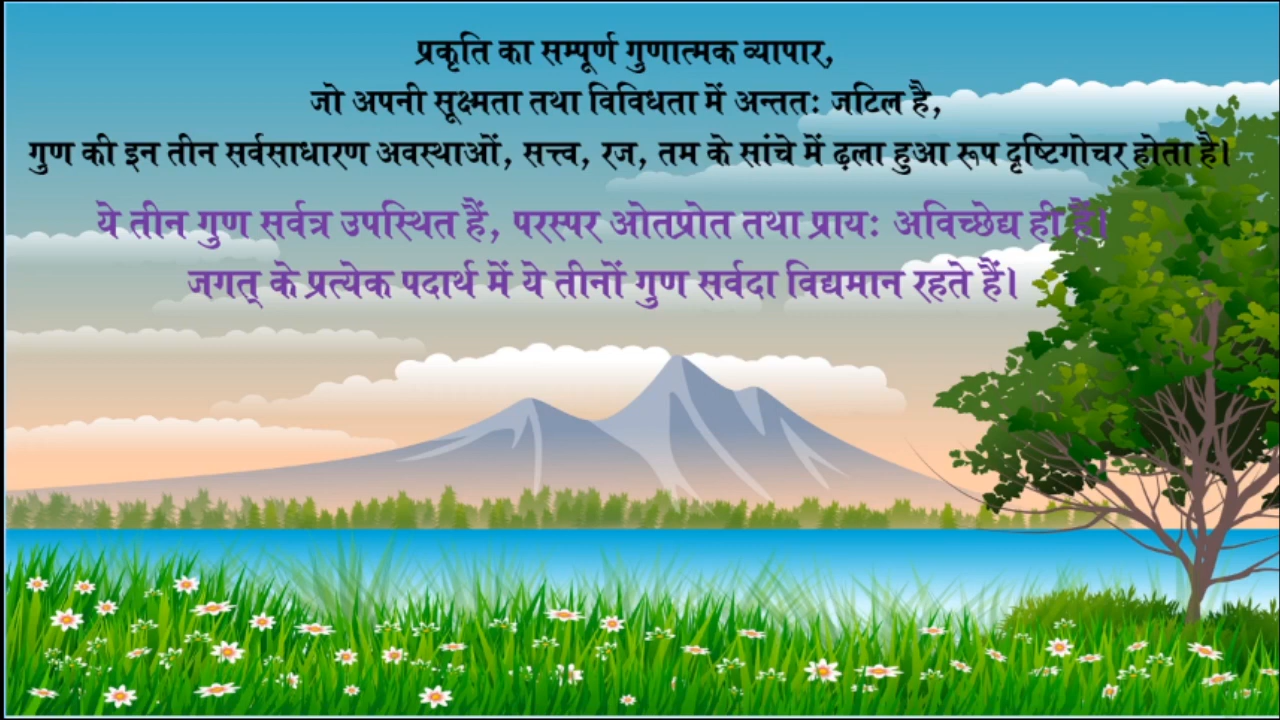 प्रकृति का सम्पूर्ण गुणात्मक व्यापार,
जो अपनी सूक्ष्मता तथा विविधता में अन्ततः जटिल है,
गुण की इन तीन सर्वसाधारण अवस्थाओं, सत्त्व, रज, तम के सांचे में ढ़ला हुआ रूप दृष्टिगोचर होता है।
ये तीन गुण सर्वत्र उपस्थित हैं, परस्पर ओतप्रोत तथा प्रायः अविच्छेद्य ही हैं।
जगत् के प्रत्येक पदार्थ में ये तीनों गुण सर्वदा विद्यमान रहते हैं।